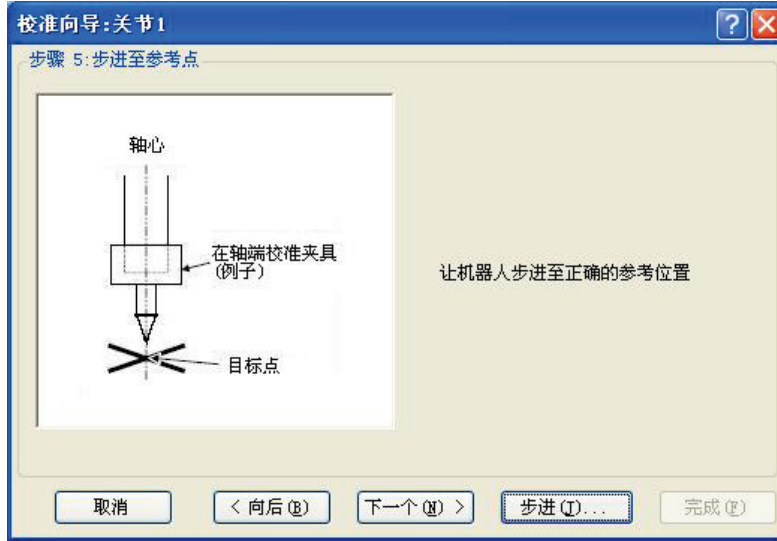 校准向导:关节1
步骤 5:步进至参考点
轴心
在轴端校准夹具
(例子)
目标点
让机器人步进至正确的参考位置
取消
< 向后(B)
下一个(N) >
步进(J)...
完成(F)